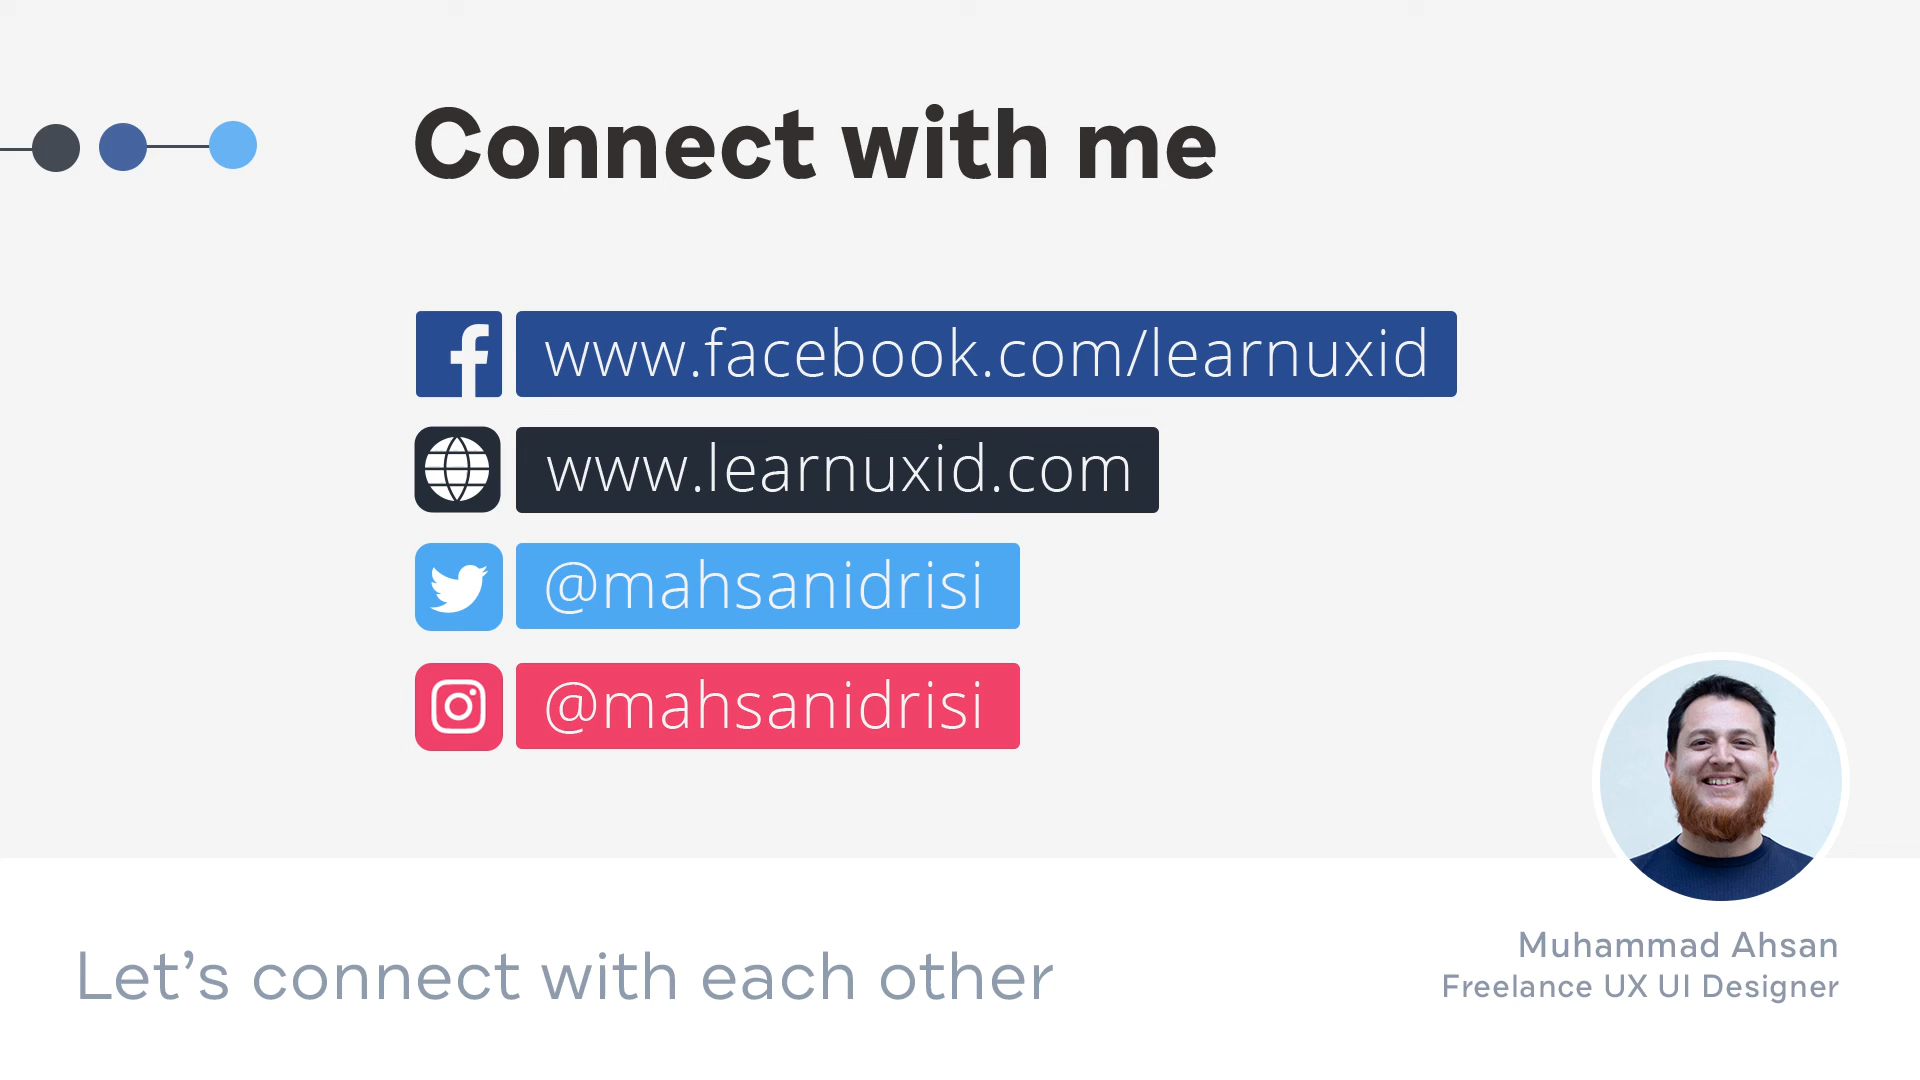 Connect with me
www.facebook.com/learnuxid
www.learnuxid.com
@mahsanidrisi
@mahsanidrisi
Let’s connect with each other
Muhammad Ahsan
Freelance UX UI Designer